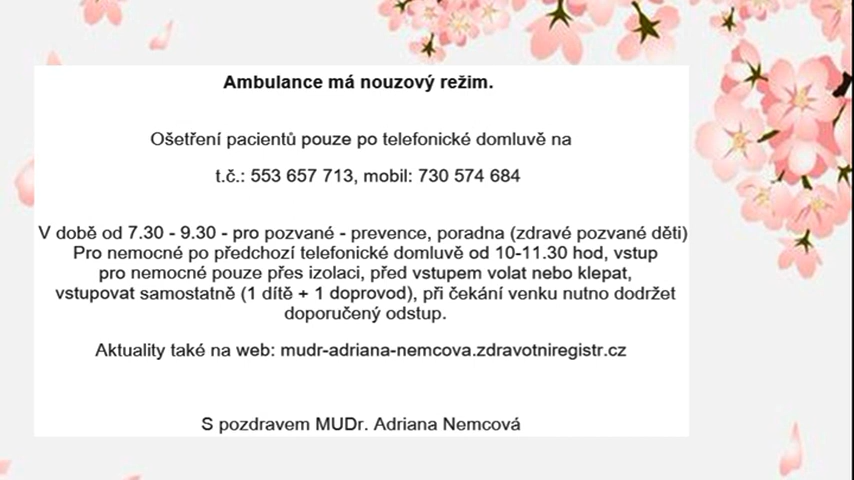 Ambulance má nouzový režim.
Ošetření pacientů pouze po telefonické domluvě na
t.č.: 553 657 713, mobil: 730 574 684
V době od 7.30 - 9.30 - pro pozvané - prevence, poradna (zdravé pozvané děti)
Pro nemocné po předchozí telefonické domluvě od 10-11.30 hod, vstup
pro nemocné pouze přes izolaci, před vstupem volat nebo klepat,
vstupovat samostatně (1 dítě + 1 doprovod), při čekání venku nutno dodržet
doporučený odstup.
Aktuality také na web: mudr-adriana-nemcova.zdravotniregistr.cz
S pozdravem MUDr. Adriana Nemcová